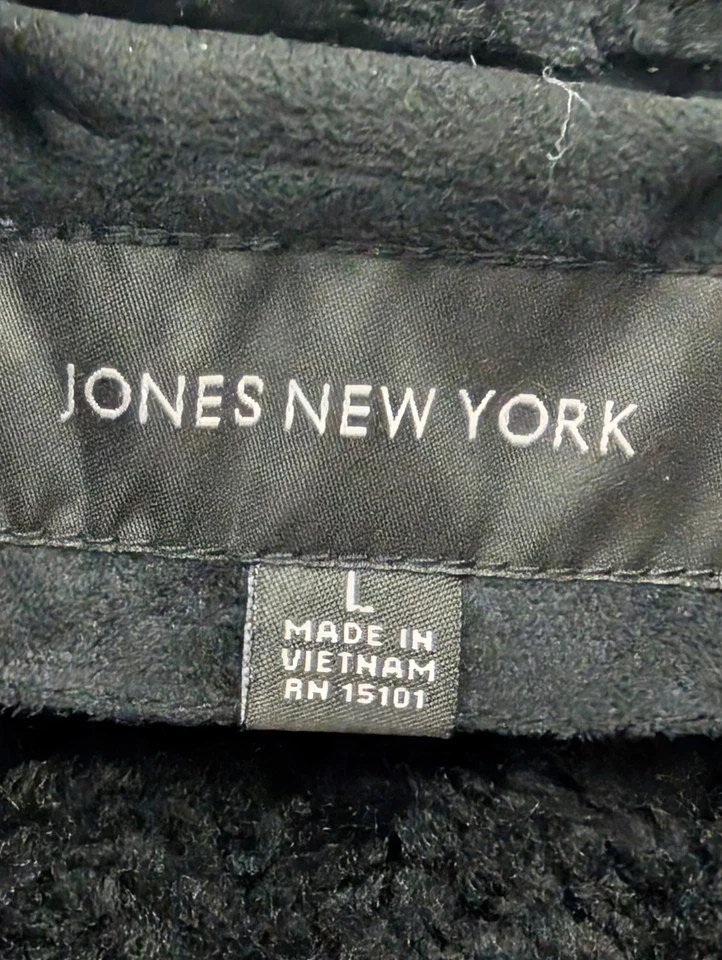 JONES NEW YORK
L
MADE IN
VIETNAM
RN 15101